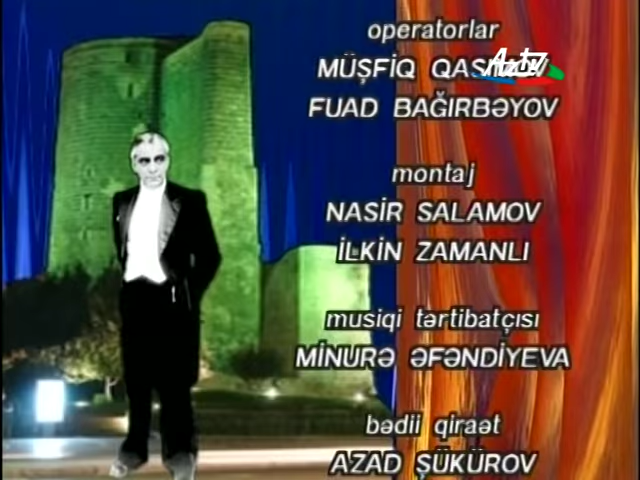 operatorlar
MÜŞFİQ
FUAD BAĞIRBƏYOV
montaj
NASİR SALAMOV
İLKİN ZAMANLI
musiqi tərtibatçısı
MİNURƏ ƏFƏNDİYEVA
bədii qiraət
AZAD ŞÜKÜROV